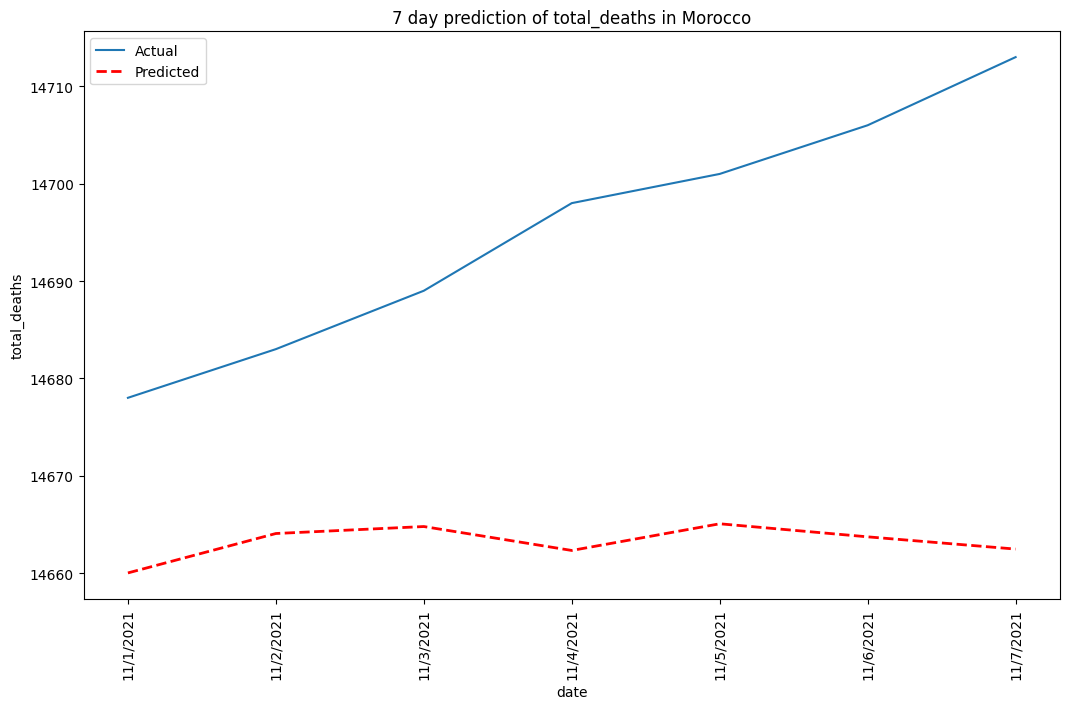 7 day prediction of total_deaths in Morocco
Actual
Predicted
14710
14700
14690
14680
14670
14660
total_deaths
11/1/2021
11/2/2021
11/3/2021
11/4/2021
11/5/2021
11/6/2021
11/7/2021
date